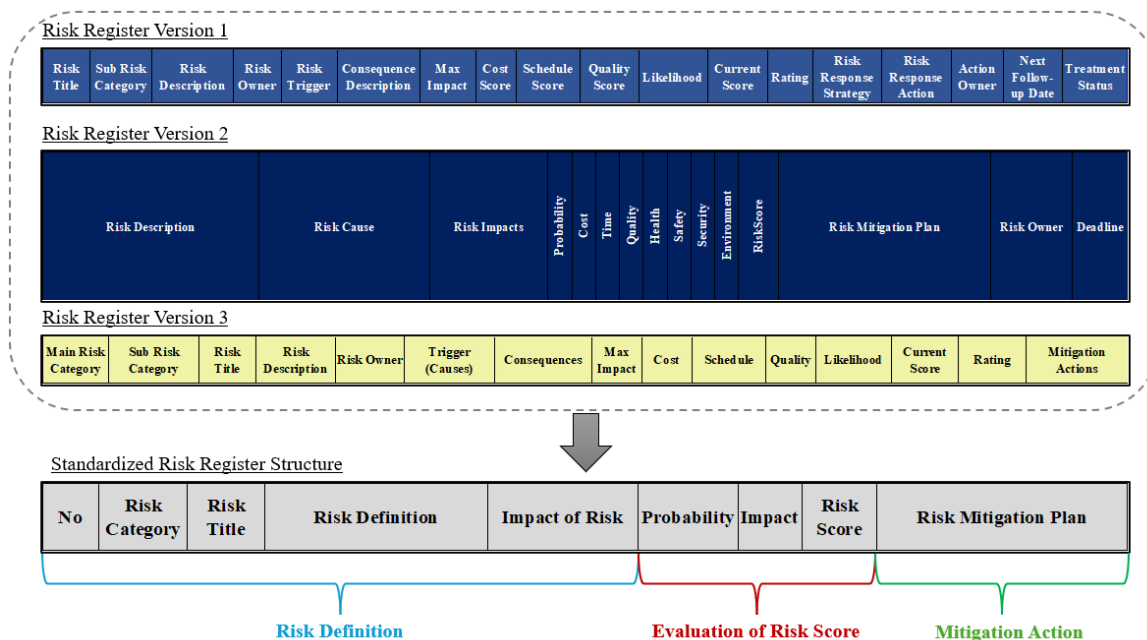 Risk Register Version 1
Risk Title
Sub Risk Category
Risk Description
Risk Owner
Risk Trigger
Consequence Description
Max Impact
Cost Score
Schedule Score
Quality Score
Likelihood
Current Score
Rating
Risk Response Strategy
Risk Response Action
Action Owner
Next Follow-up Date
Treatment Status
Risk Register Version 2
Risk Description
Risk Cause
Risk Impacts
Probability
Cost
Time
Quality
Health
Safety
Security
Environment
RiskScore
Risk Mitigation Plan
Risk Owner
Deadline
Risk Register Version 3
Main Risk Category
Sub Risk Category
Risk Title
Risk Description
Risk Owner
Trigger (Causes)
Consequences
Max Impact
Cost
Schedule
Quality
Likelihood
Current Score
Rating
Mitigation Actions
Standardized Risk Register Structure
No
Risk Category
Risk Title
Risk Definition
Impact of Risk
Probability
Impact
Risk Score
Risk Mitigation Plan
Risk Definition
Evaluation of Risk Score
Mitigation Action